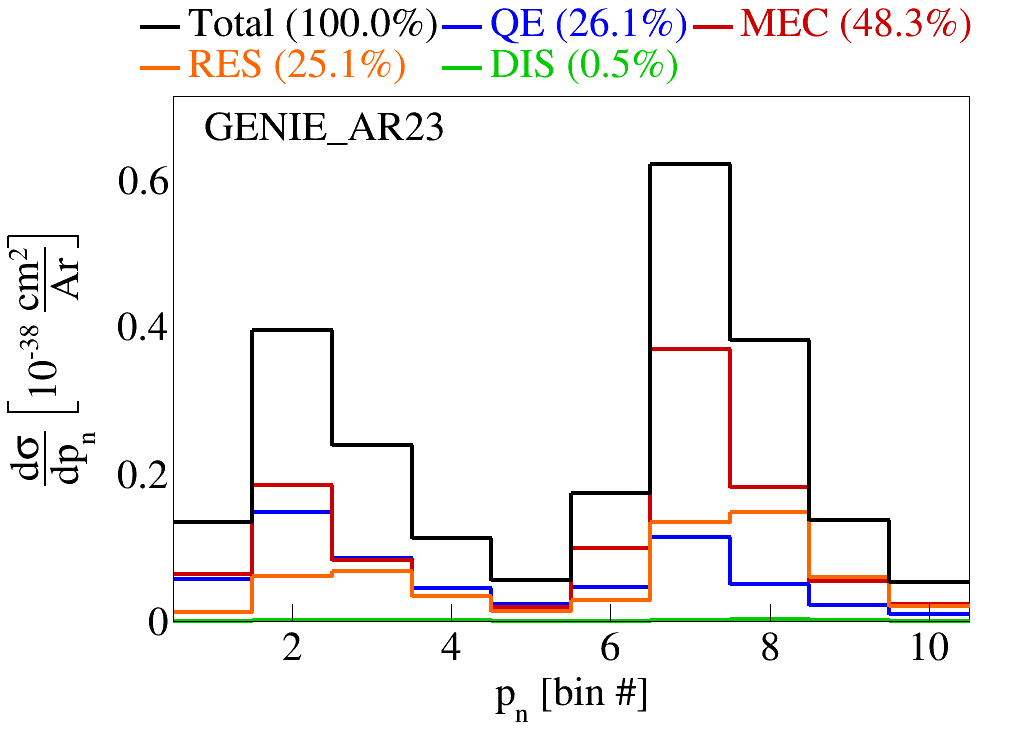 Total (100.0%) QE (26.1%) MEC (48.3%)
RES (25.1%) DIS (0.5%)
GENIE_AR23
dσ/dpₙ [10⁻³⁸ cm²/Ar]
0.6
0.4
0.2
0
2 4 6 8 10
pₙ [bin #]